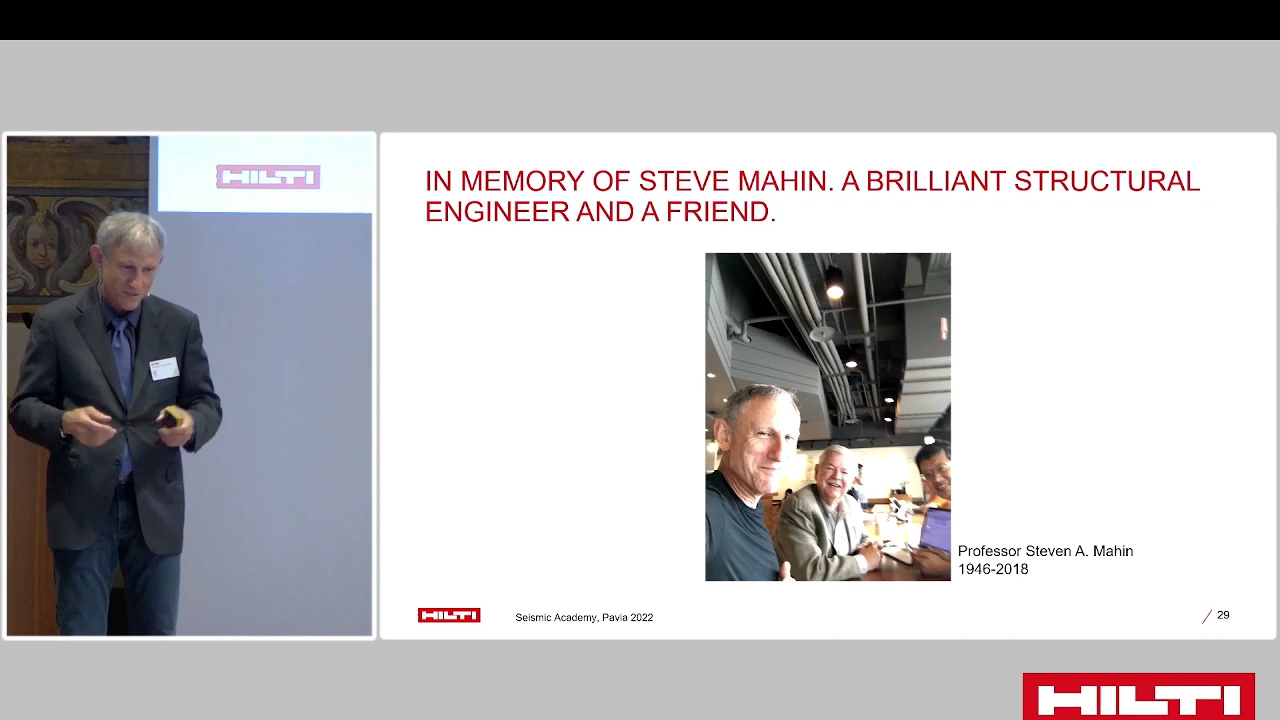 HILTI
IN MEMORY OF STEVE MAHIN. A BRILLIANT STRUCTURAL
ENGINEER AND A FRIEND.
Professor Steven A. Mahin
1946-2018
HILTI
Seismic Academy, Pavia 2022
/ 29
HILTI